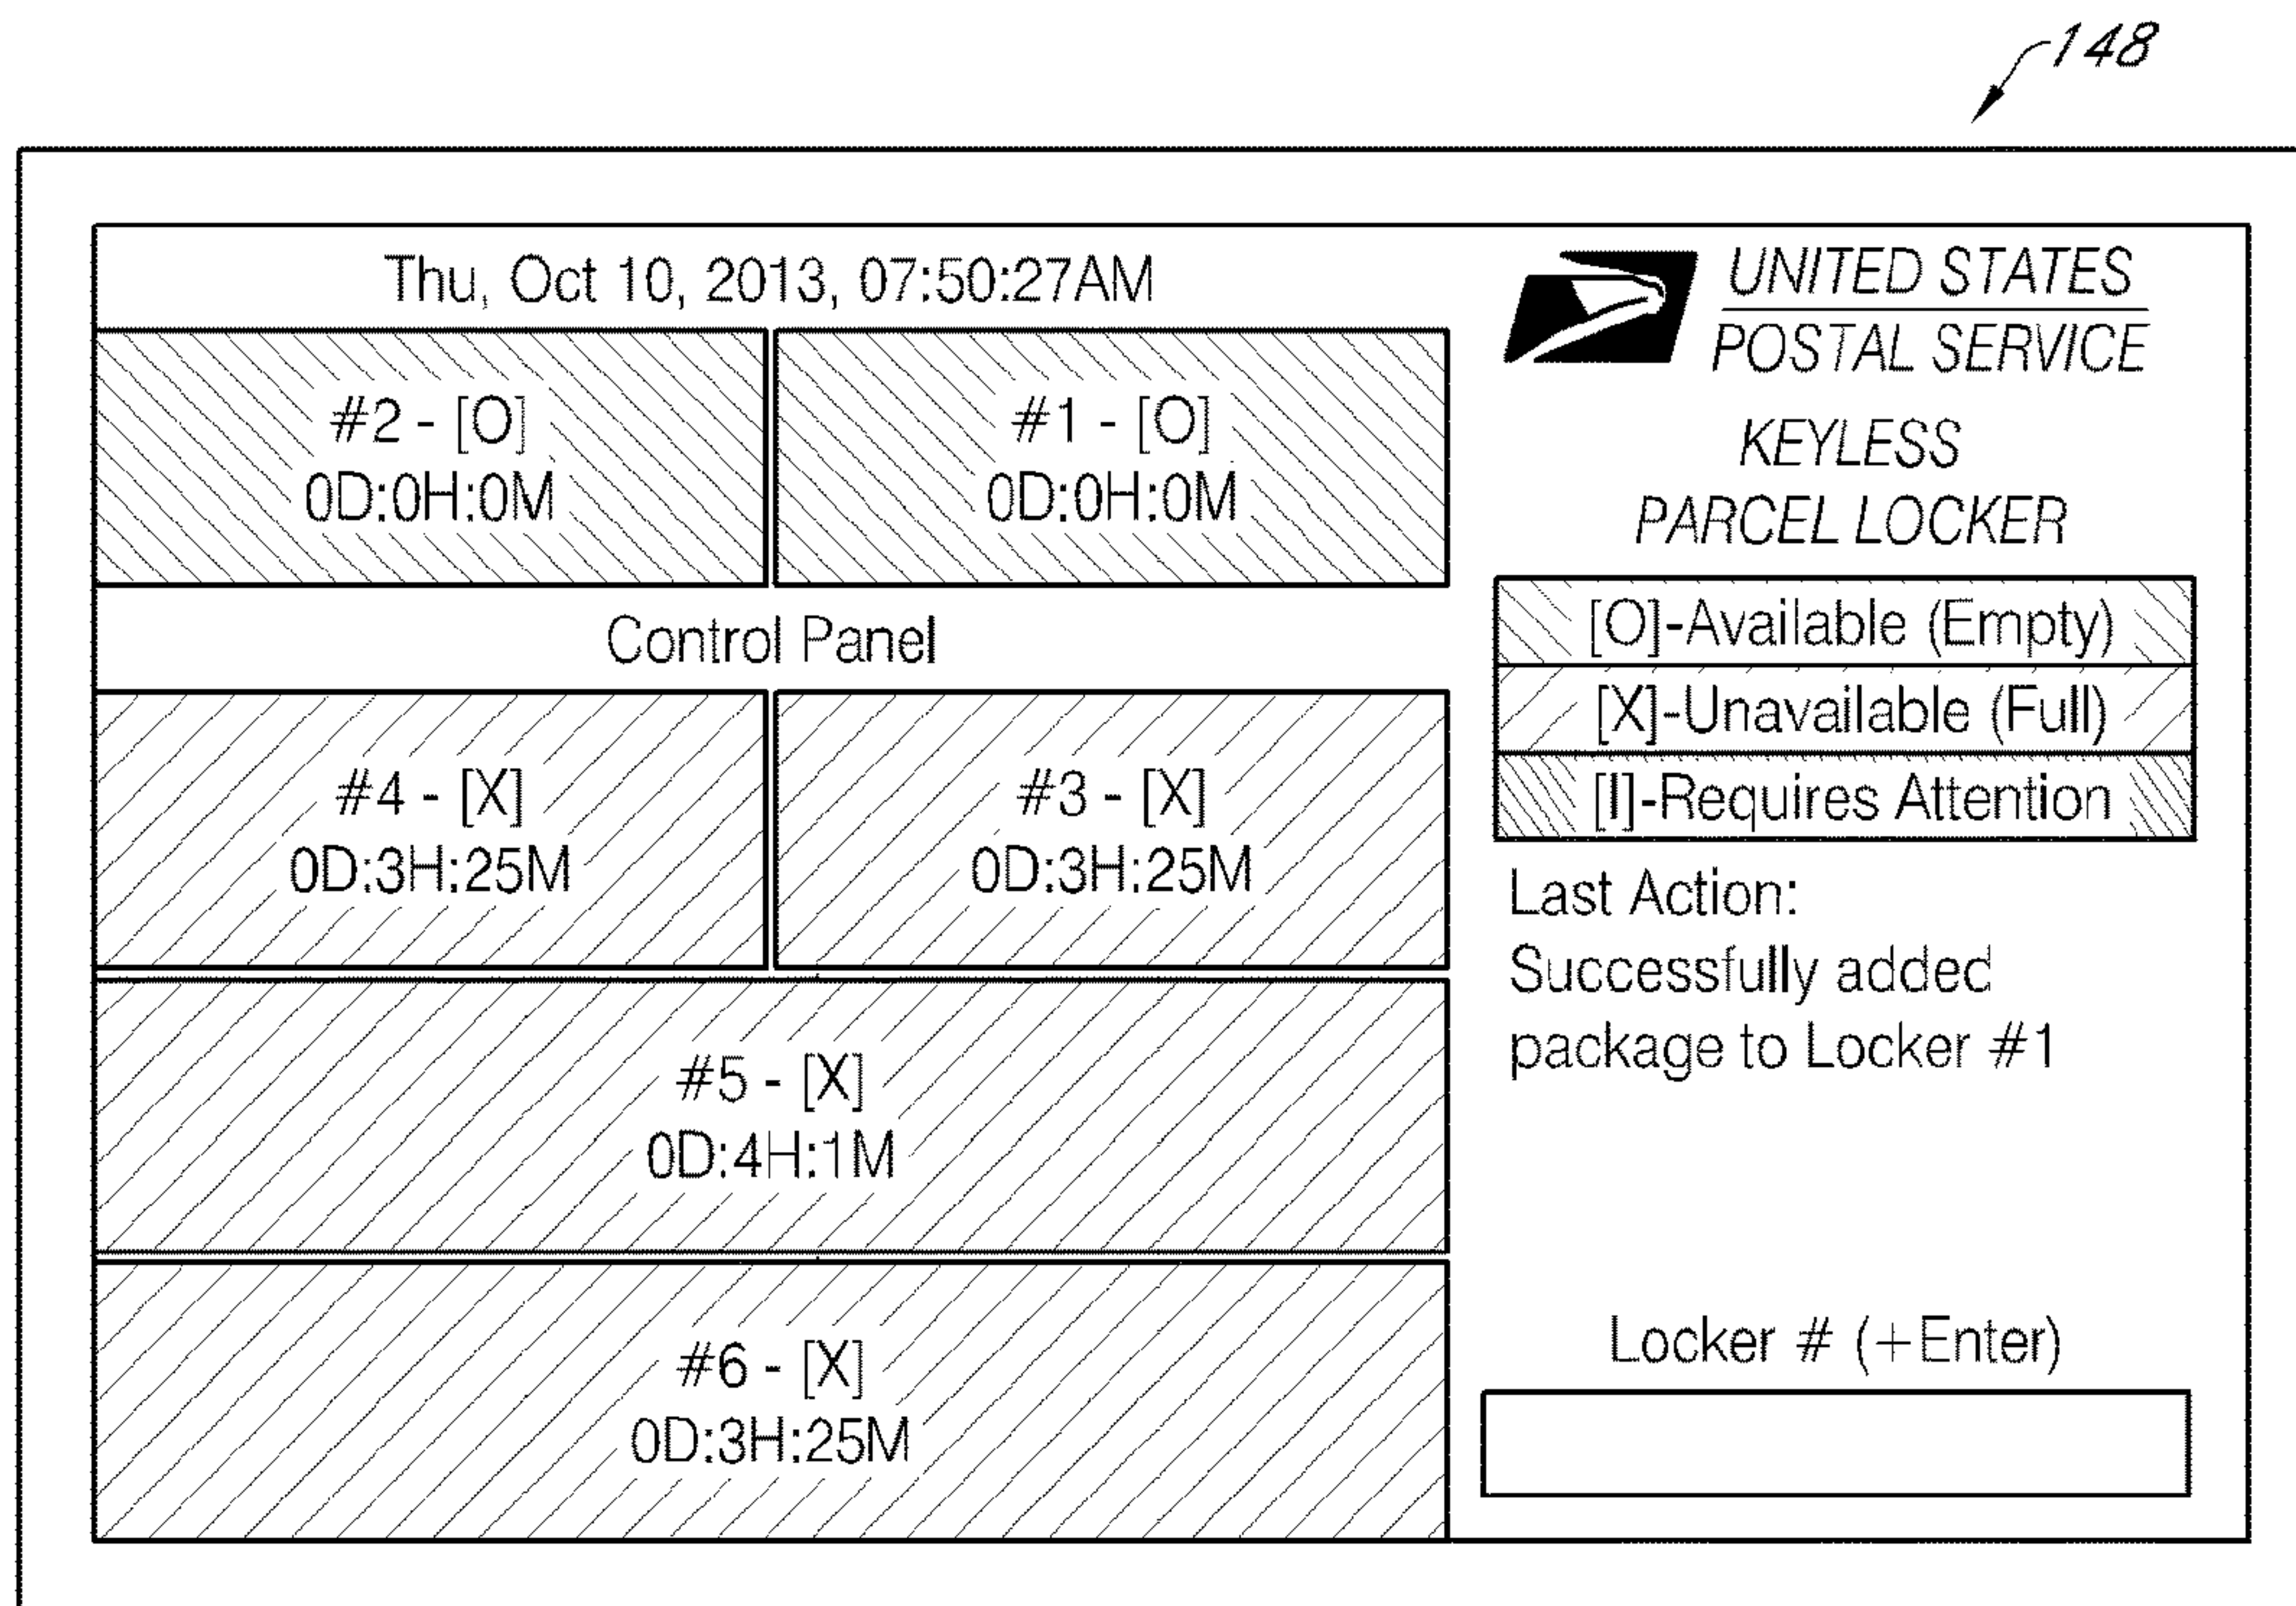 148
Thu, Oct 10, 2013, 07:50:27AM
#2 - [O]
0D:0H:0M
#1 - [O]
0D:0H:0M
Control Panel
#4 - [X]
0D:3H:25M
#3 - [X]
0D:3H:25M
#5 - [X]
0D:4H:1M
#6 - [X]
0D:3H:25M
UNITED STATES
POSTAL SERVICE
KEYLESS
PARCEL LOCKER
[O]-Available (Empty)
[X]-Unavailable (Full)
[I]-Requires Attention
Last Action:
Successfully added
package to Locker #1
Locker # (+Enter)